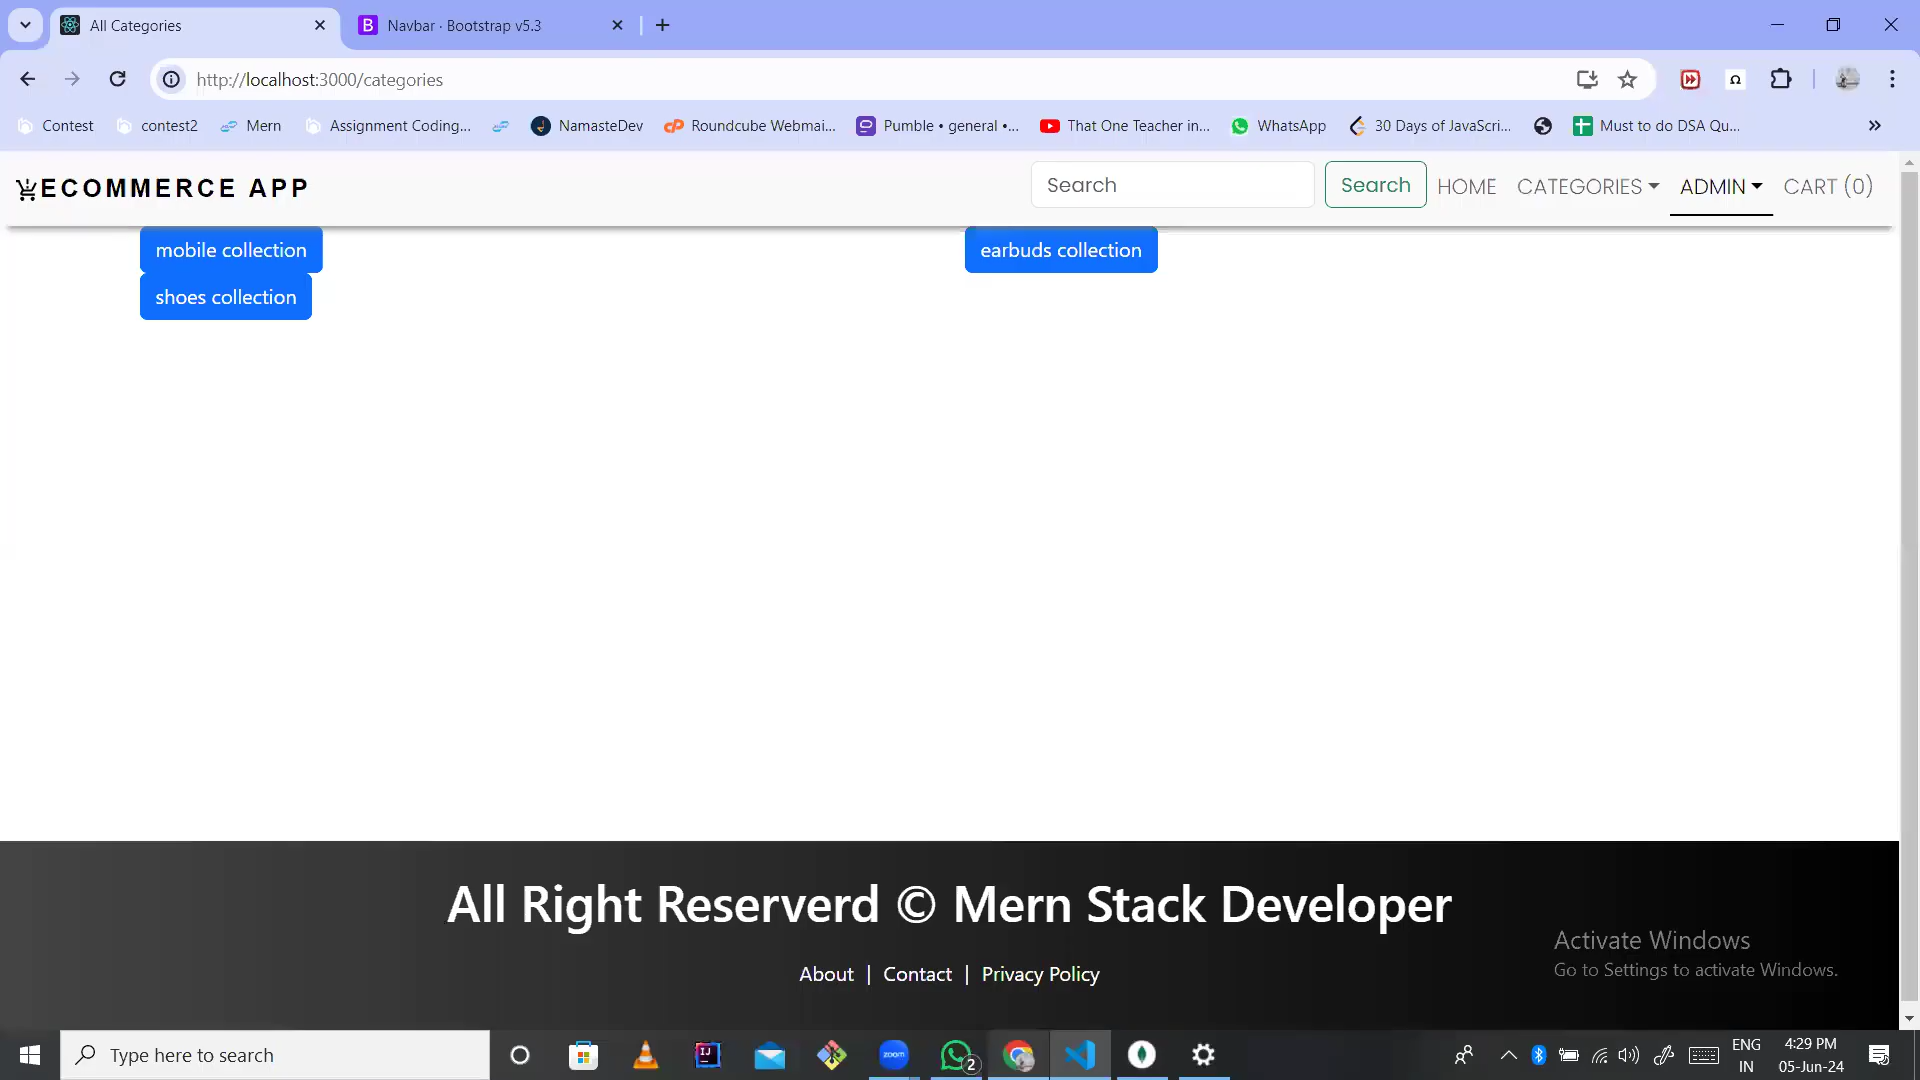 All Categories
Navbar · Bootstrap v5.3
http://localhost:3000/categories
Contest
contest2
Mern
Assignment Coding...
NamasteDev
Roundcube Webmai...
Pumble • general •...
That One Teacher in...
WhatsApp
30 Days of JavaScri...
Must to do DSA Qu...
ECOMMERCE APP
Search
Search
HOME
CATEGORIES
ADMIN
CART (0)
mobile collection
earbuds collection
shoes collection
All Right Reserverd © Mern Stack Developer
About | Contact | Privacy Policy
Activate Windows
Go to Settings to activate Windows.
Type here to search
zoom
2
ENG
IN
4:29 PM
05-Jun-24